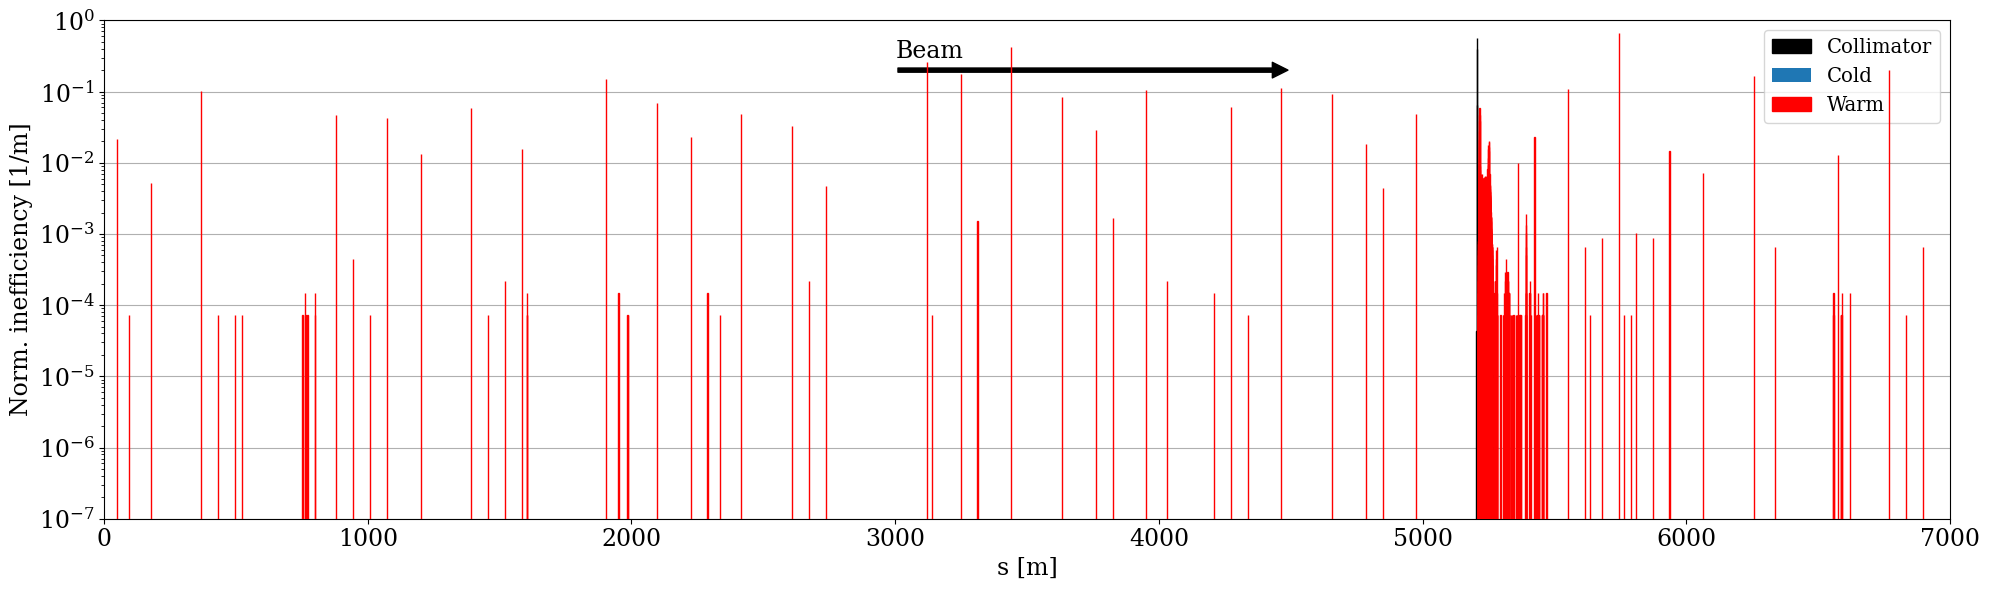 Norm. inefficiency [1/m]
10⁰
10⁻¹
10⁻²
10⁻³
10⁻⁴
10⁻⁵
10⁻⁶
10⁻⁷
Beam
Collimator
Cold
Warm
0 1000 2000 3000 4000 5000 6000 7000
s [m]